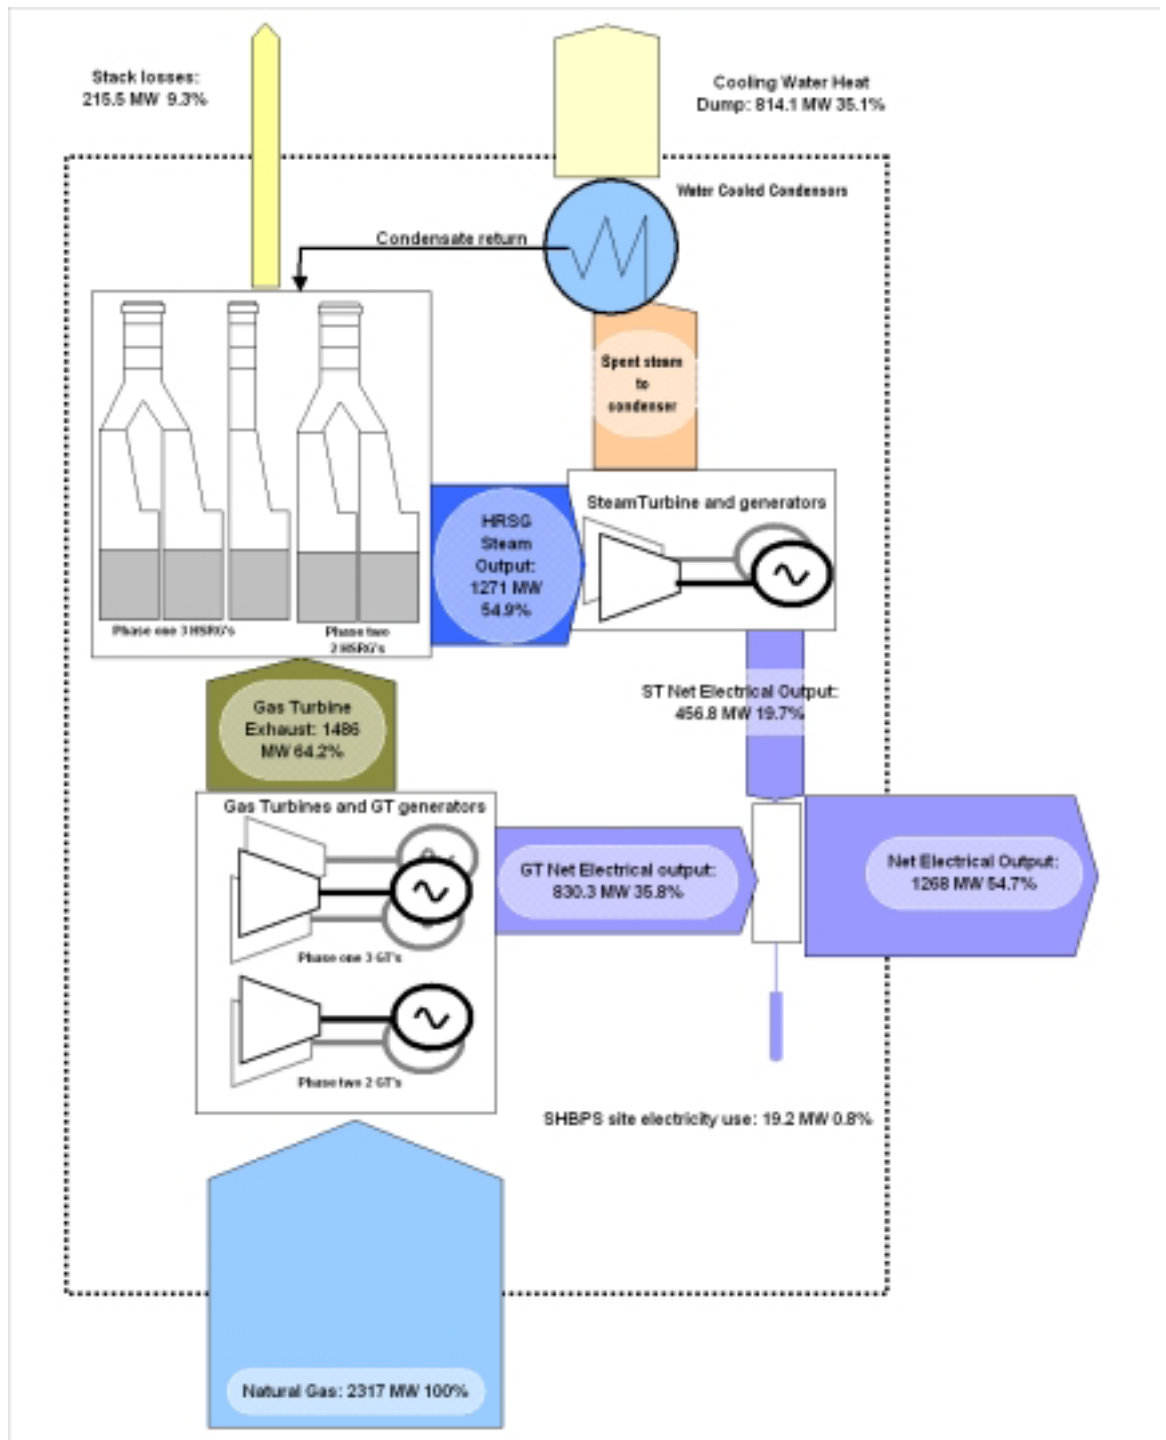 Stack losses:
215.5 MW 9.3%
Cooling Water Heat
Dump: 814.1 MW 35.1%
Water Cooled Condensors
Condensate return
Spent steam
to
condenser
SteamTurbine and generators
HRSG
Steam
Output:
1271 MW
54.9%
Phase one 3 HSRG's
Phase two
2 HSRG's
ST Net Electrical Output:
456.8 MW 19.7%
Gas Turbine
Exhaust: 1486
MW 64.2%
Gas Turbines and GT generators
GT Net Electrical output:
830.3 MW 35.8%
Net Electrical Output:
1268 MW 54.7%
Phase one 3 GT's
Phase two 2 GT's
SHBPS site electricity use: 19.2 MW 0.8%
Natural Gas: 2317 MW 100%